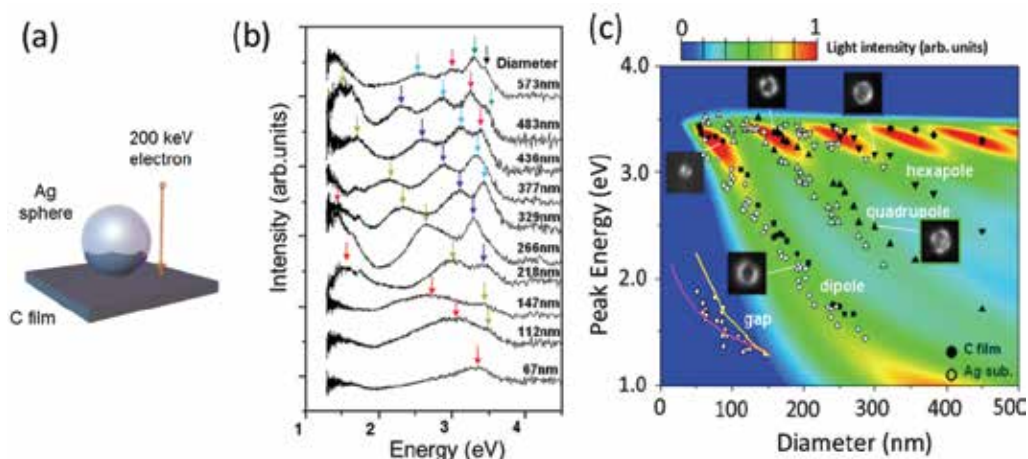 (a)
200 keV
electron
Ag
sphere
C film
(b)
Intensity (arb.units)
Diameter
573nm
483nm
436nm
377nm
329nm
266nm
218nm
147nm
112nm
67nm
1 2 3 4
Energy (eV)
(c)
0 1
Light intensity (arb. units)
Peak Energy (eV)
4.0
3.0
2.0
1.0
hexapole
quadrupole
dipole
gap
C film
Ag sub.
0 100 200 300 400 500
Diameter (nm)